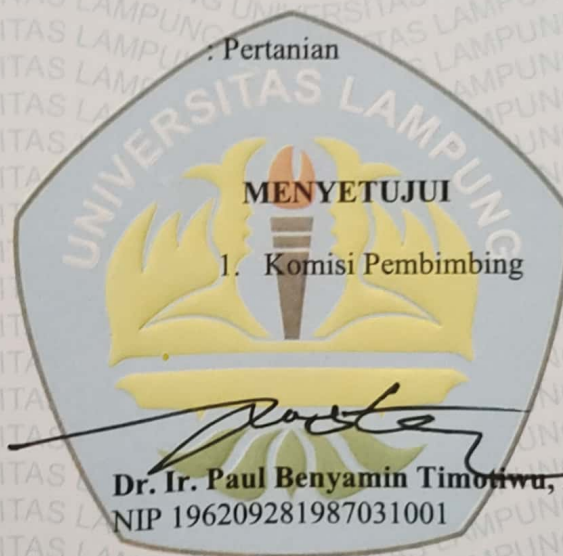 : Pertanian
UNIVERSITAS LAMPUNG
MENYETUJUI
1. Komisi Pembimbing
Dr. Ir. Paul Benyamin Timotiwu,
NIP 196209281987031001